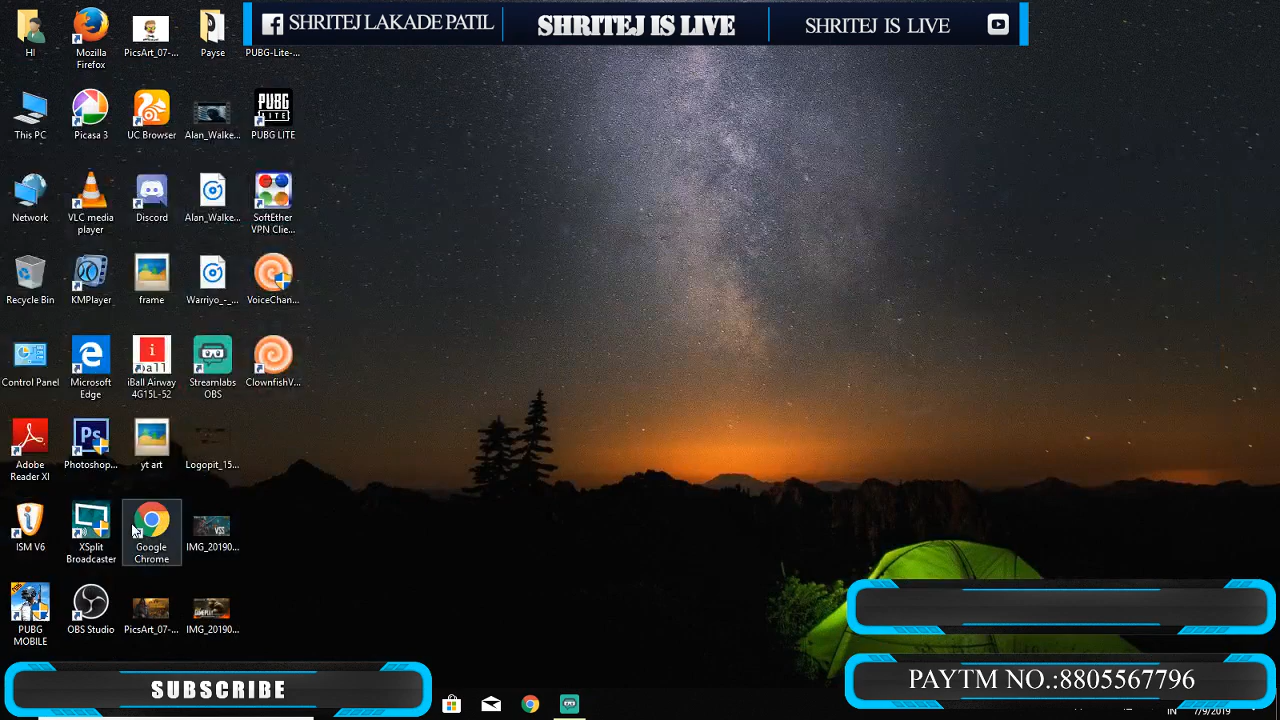 SHRITEJ LAKADE PATIL
SHRITEJ IS LIVE
SHRITEJ IS LIVE
HI
Mozilla
Firefox
PicsArt_07-...
Payse
PUBG-Lite-...
This PC
Picasa 3
UC Browser
Alan_Walke...
PUBG
LITE
PUBG LITE
Network
VLC media
player
Discord
Alan_Walke...
SoftEther
VPN Clie...
Recycle Bin
KMPlayer
frame
Warriyo_-_...
VoiceChan...
Control Panel
Microsoft
Edge
i
Ball
iBall Airway
4G15L-52
Streamlabs
OBS
ClownfishV...
Adobe
Reader XI
Ps
Photoshop...
yt art
Logopit_15...
ISM V6
XSplit
Broadcaster
Google
Chrome
IMG_20190...
PUBG
MOBILE
OBS Studio
PicsArt_07-...
IMG_20190...
SUBSCRIBE
PAYTM NO.:8805567796
IN
7/9/2019